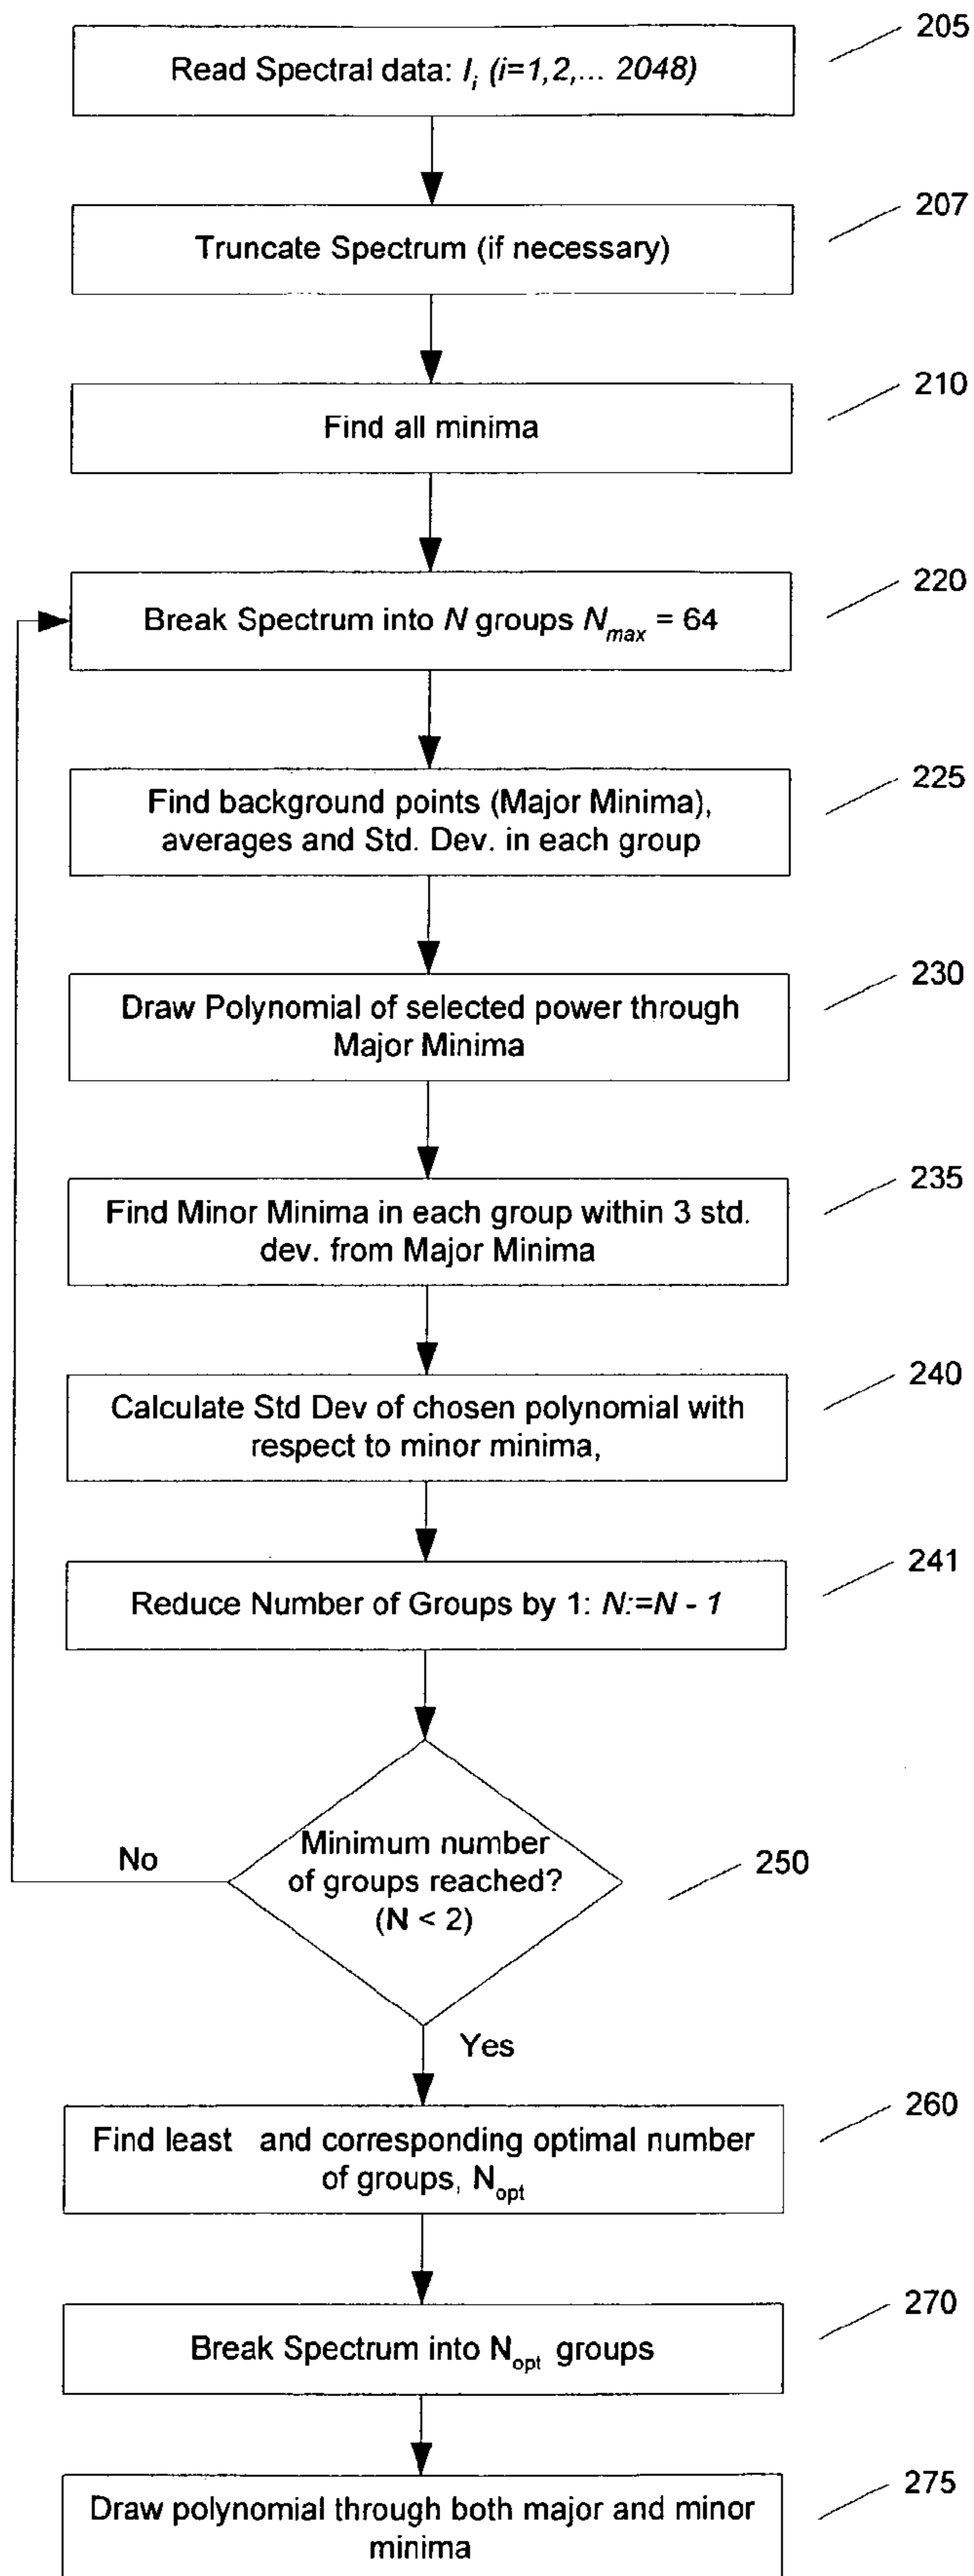 205
Read Spectral data: Ii (i=1,2,... 2048)
207
Truncate Spectrum (if necessary)
210
Find all minima
220
Break Spectrum into N groups Nmax = 64
225
Find background points (Major Minima),
averages and Std. Dev. in each group
230
Draw Polynomial of selected power through
Major Minima
235
Find Minor Minima in each group within 3 std.
dev. from Major Minima
240
Calculate Std Dev of chosen polynomial with
respect to minor minima,
241
Reduce Number of Groups by 1: N:=N - 1
Minimum number
of groups reached?
(N < 2)
No
250
Yes
260
Find least and corresponding optimal number
of groups, Nopt
270
Break Spectrum into Nopt groups
275
Draw polynomial through both major and minor
minima